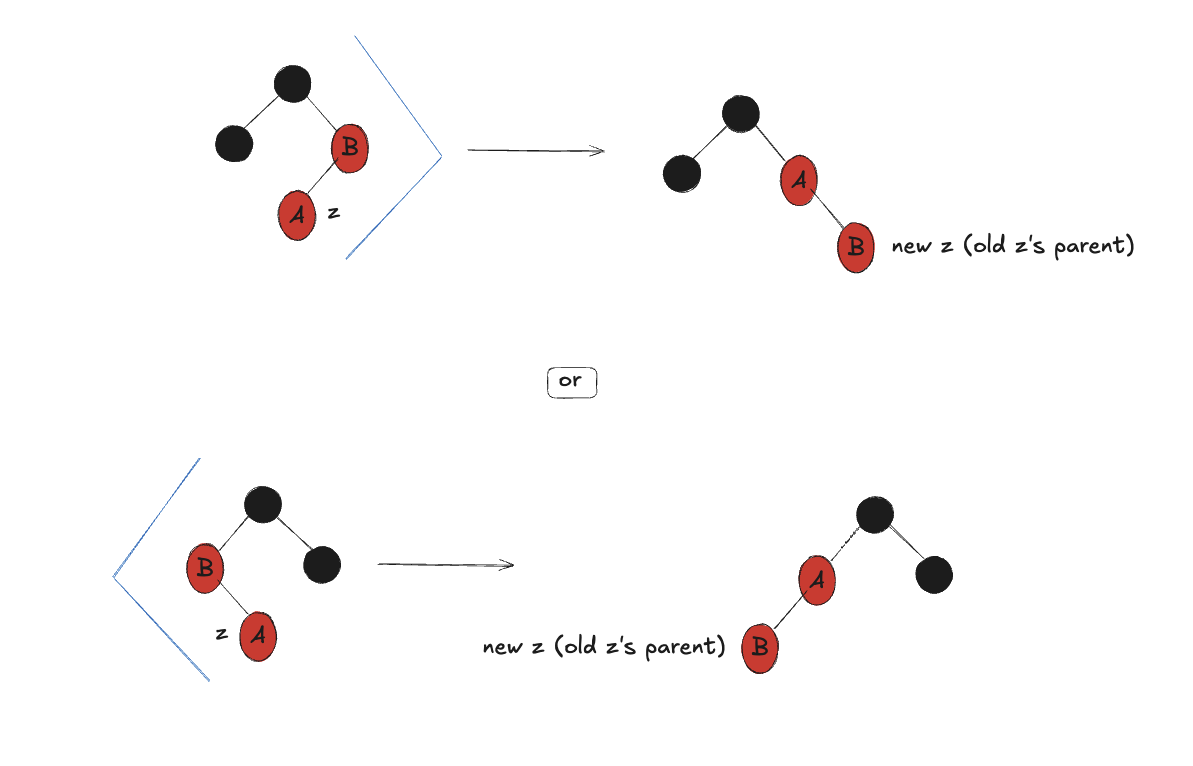 B
A z
A
B new z (old z's parent)
or
B
z A
A
new z (old z's parent) B